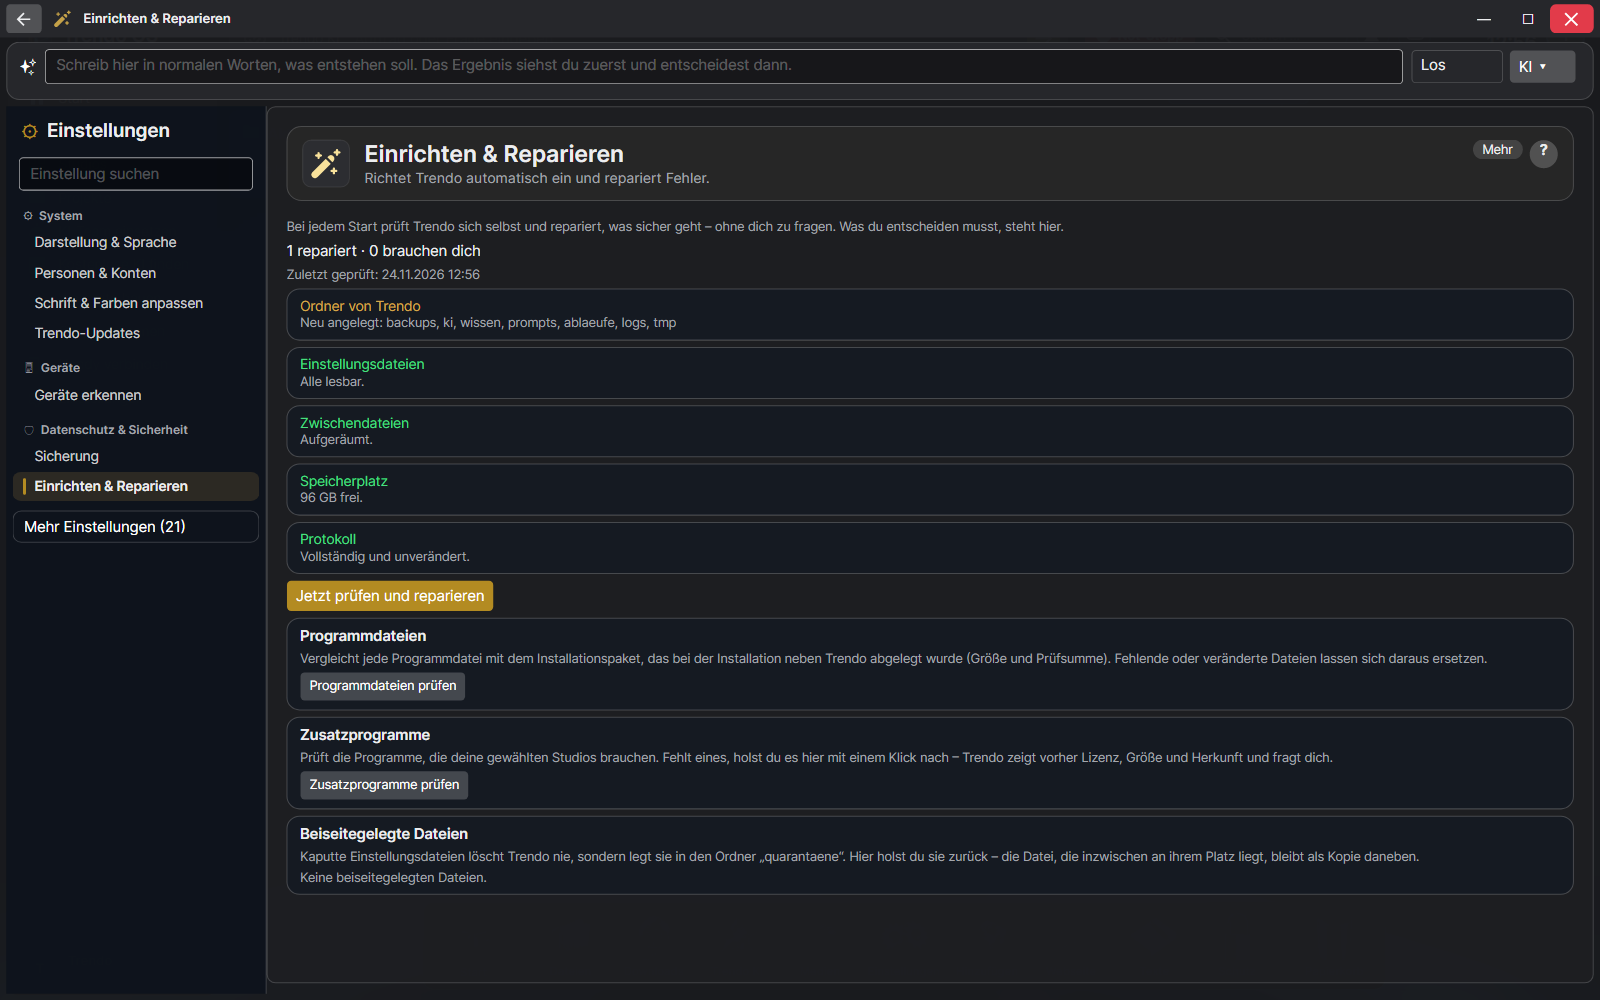 Einrichten & Reparieren
Schreib hier in normalen Worten, was entstehen soll. Das Ergebnis siehst du zuerst und entscheidest dann.
Los
KI
Einstellungen
Einstellung suchen
System
Darstellung & Sprache
Personen & Konten
Schrift & Farben anpassen
Trendo-Updates
Geräte
Geräte erkennen
Datenschutz & Sicherheit
Sicherung
Einrichten & Reparieren
Mehr Einstellungen (21)
Einrichten & Reparieren
Richtet Trendo automatisch ein und repariert Fehler.
Mehr
?
Bei jedem Start prüft Trendo sich selbst und repariert, was sicher geht – ohne dich zu fragen. Was du entscheiden musst, steht hier.
1 repariert · 0 brauchen dich
Zuletzt geprüft: 24.11.2026 12:56
Ordner von Trendo
Neu angelegt: backups, ki, wissen, prompts, ablaeufe, logs, tmp
Einstellungsdateien
Alle lesbar.
Zwischendateien
Aufgeräumt.
Speicherplatz
96 GB frei.
Protokoll
Vollständig und unverändert.
Jetzt prüfen und reparieren
Programmdateien
Vergleicht jede Programmdatei mit dem Installationspaket, das bei der Installation neben Trendo abgelegt wurde (Größe und Prüfsumme). Fehlende oder veränderte Dateien lassen sich daraus ersetzen.
Programmdateien prüfen
Zusatzprogramme
Prüft die Programme, die deine gewählten Studios brauchen. Fehlt eines, holst du es hier mit einem Klick nach – Trendo zeigt vorher Lizenz, Größe und Herkunft und fragt dich.
Zusatzprogramme prüfen
Beiseitegelegte Dateien
Kaputte Einstellungsdateien löscht Trendo nie, sondern legt sie in den Ordner „quarantaene“. Hier holst du sie zurück – die Datei, die inzwischen an ihrem Platz liegt, bleibt als Kopie daneben.
Keine beiseitegelegten Dateien.